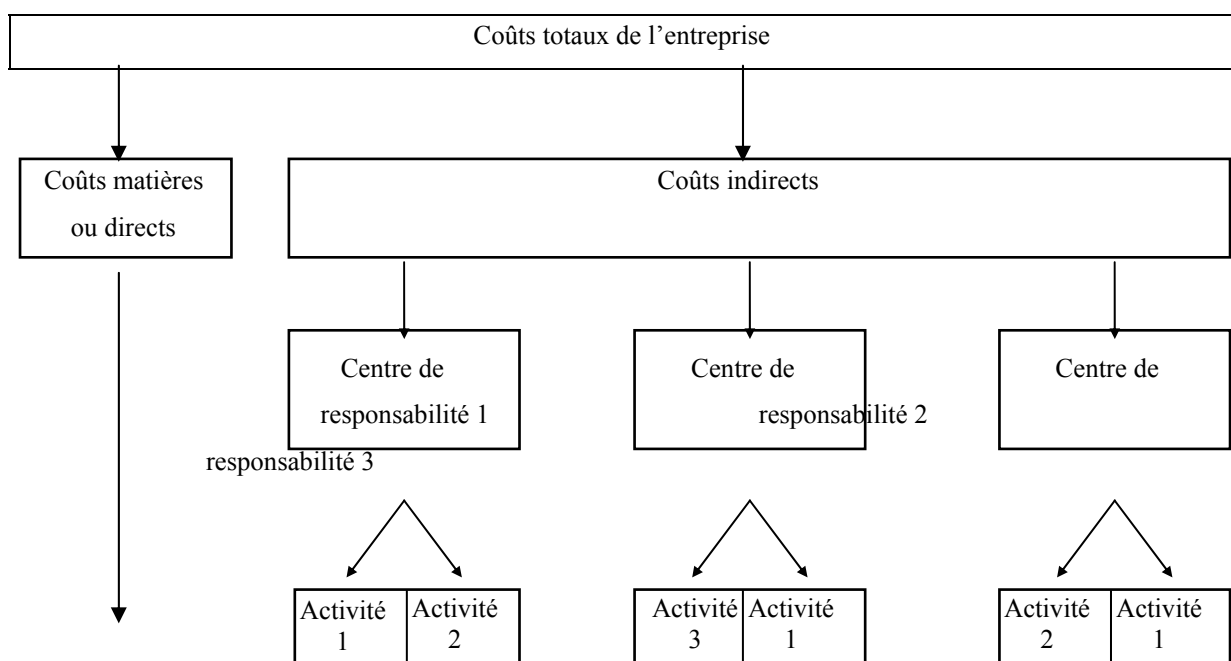 Coûts totaux de l’entreprise
Coûts matières
ou directs
Coûts indirects
Centre de
responsabilité 1
Centre de
responsabilité 2
Centre de
responsabilité 3
Activité
1
Activité
2
Activité
3
Activité
1
Activité
2
Activité
1